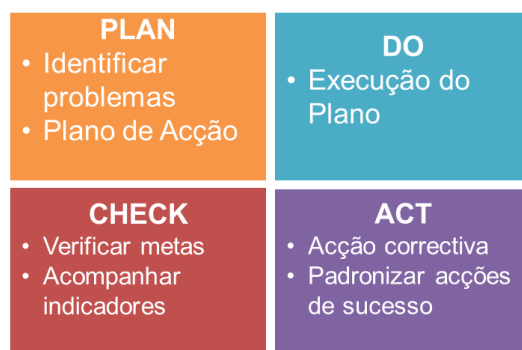 PLAN
• Identificar
problemas
• Plano de Acção
DO
• Execução do
Plano
CHECK
• Verificar metas
• Acompanhar
indicadores
ACT
• Acção correctiva
• Padronizar acções
de sucesso